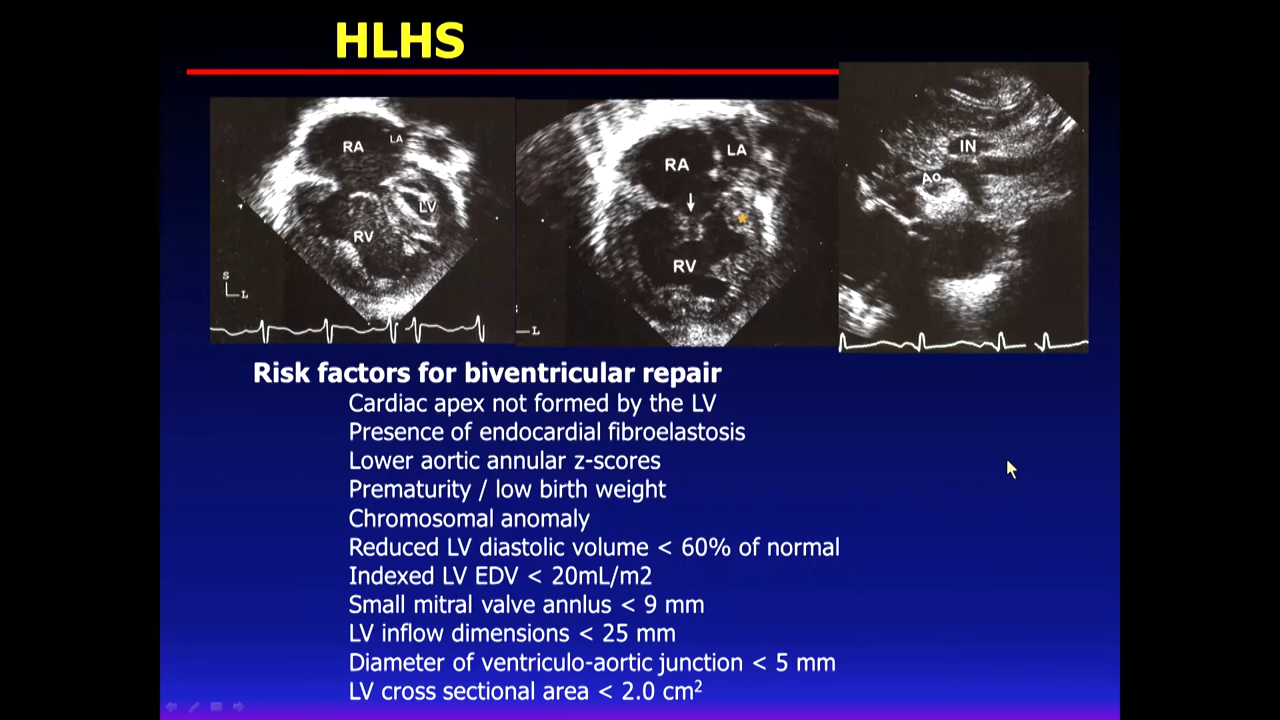 HLHS
RA
LA
LV
RV
S
L
RA
LA
RV
L
IN
Ao
Risk factors for biventricular repair
Cardiac apex not formed by the LV
Presence of endocardial fibroelastosis
Lower aortic annular z-scores
Prematurity / low birth weight
Chromosomal anomaly
Reduced LV diastolic volume < 60% of normal
Indexed LV EDV < 20mL/m2
Small mitral valve annlus < 9 mm
LV inflow dimensions < 25 mm
Diameter of ventriculo-aortic junction < 5 mm
LV cross sectional area < 2.0 cm²